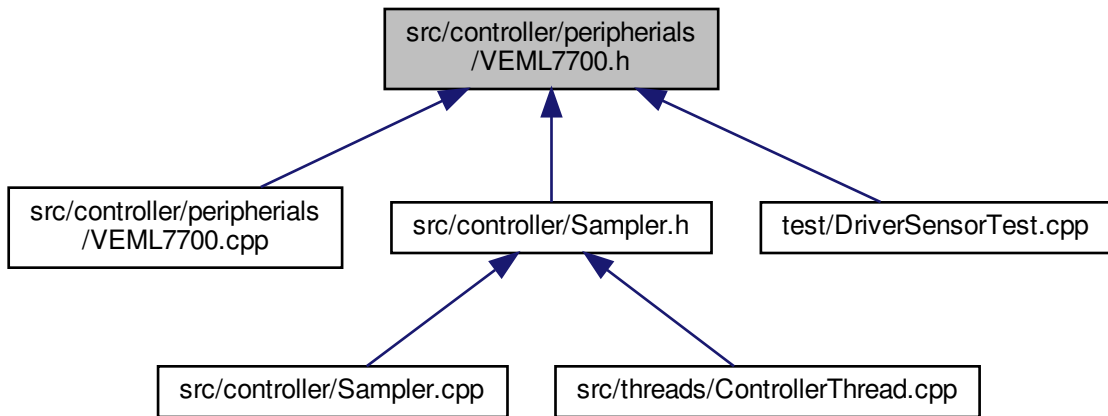 src/controller/peripherials
/VEML7700.h
src/controller/peripherials
/VEML7700.cpp
src/controller/Sampler.h
test/DriverSensorTest.cpp
src/controller/Sampler.cpp
src/threads/ControllerThread.cpp